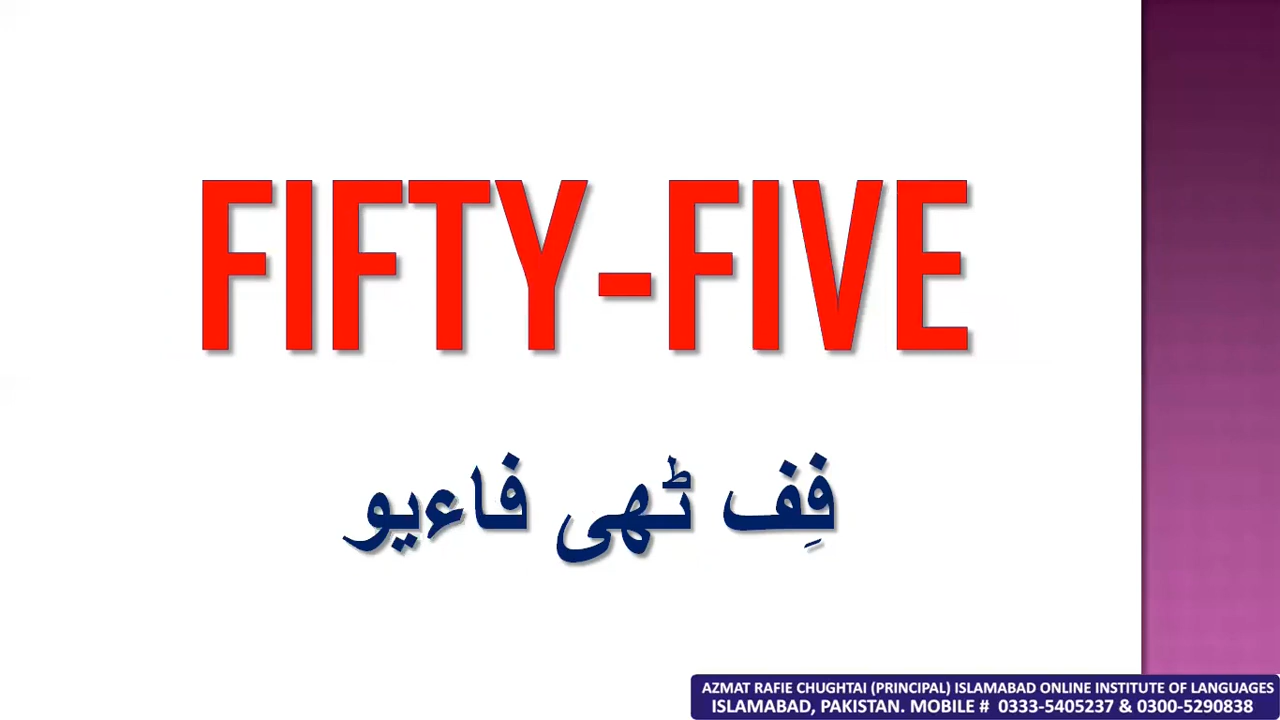 FIFTY-FIVE
فِف ٹھی فاءیو
AZMAT RAFIE CHUGHTAI (PRINCIPAL) ISLAMABAD ONLINE INSTITUTE OF LANGUAGES
ISLAMABAD, PAKISTAN. MOBILE # 0333-5405237 & 0300-5290838